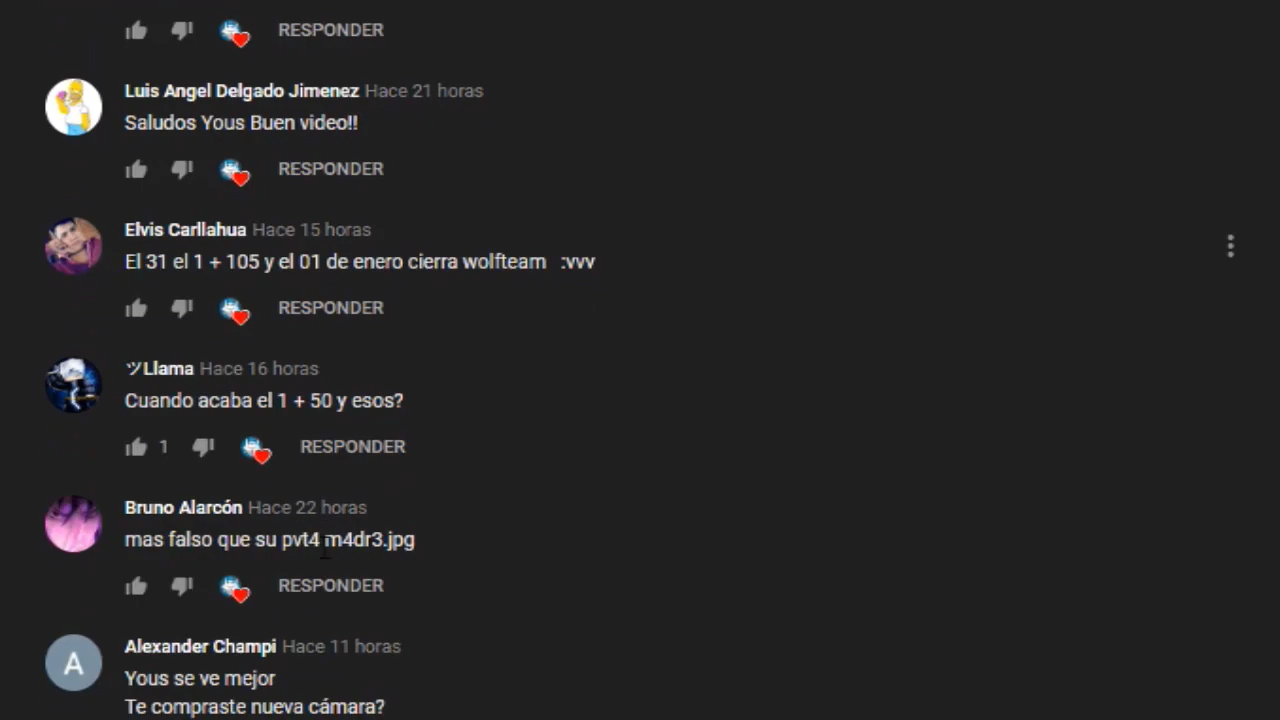 RESPONDER
Luis Angel Delgado Jimenez Hace 21 horas
Saludos Yous Buen video!!
RESPONDER
Elvis Carllahua Hace 15 horas
El 31 el 1 + 105 y el 01 de enero cierra wolfteam :vvv
RESPONDER
ツLlama Hace 16 horas
Cuando acaba el 1 + 50 y esos?
1 RESPONDER
Bruno Alarcón Hace 22 horas
mas falso que su pvt4 m4dr3.jpg
RESPONDER
A
Alexander Champi Hace 11 horas
Yous se ve mejor
Te compraste nueva cámara?